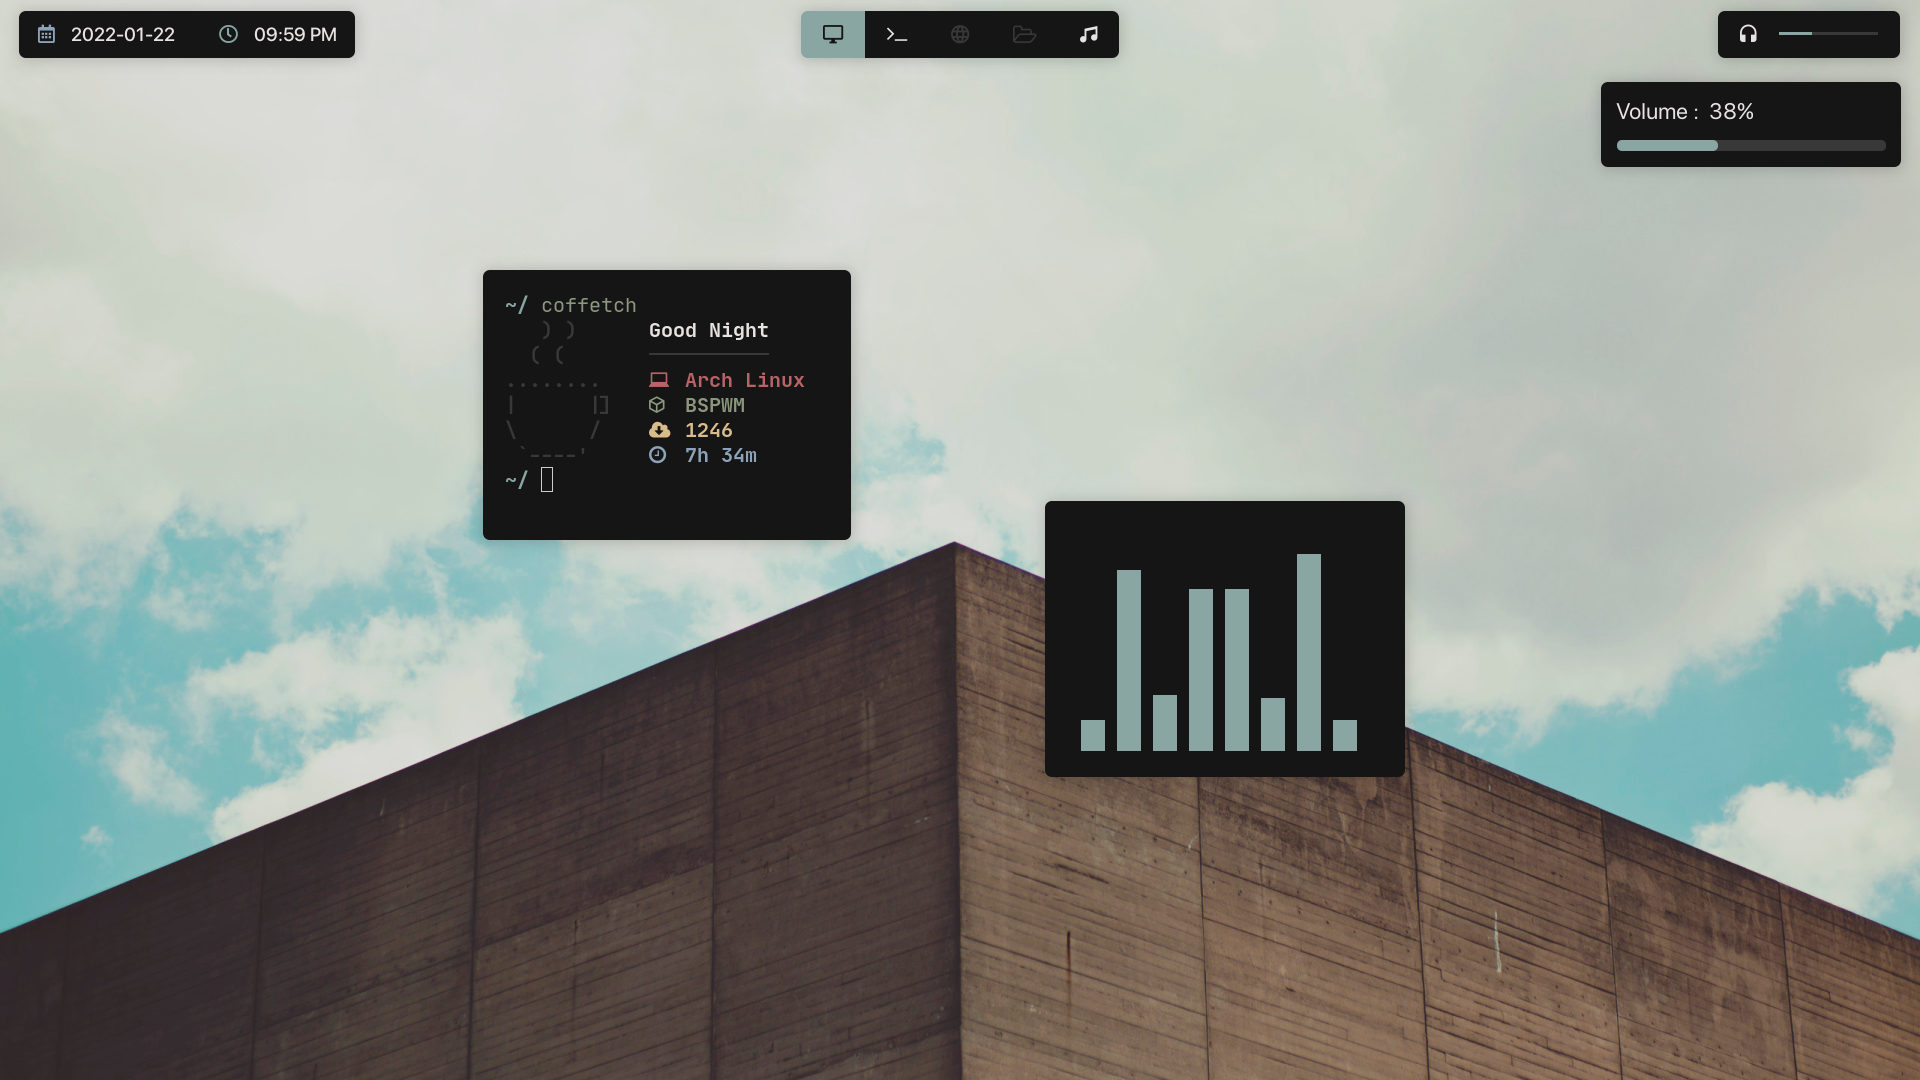 2022-01-22 09:59 PM
Volume : 38%
~/ coffetch
Good Night
Arch Linux
BSPWM
1246
7h 34m
~/